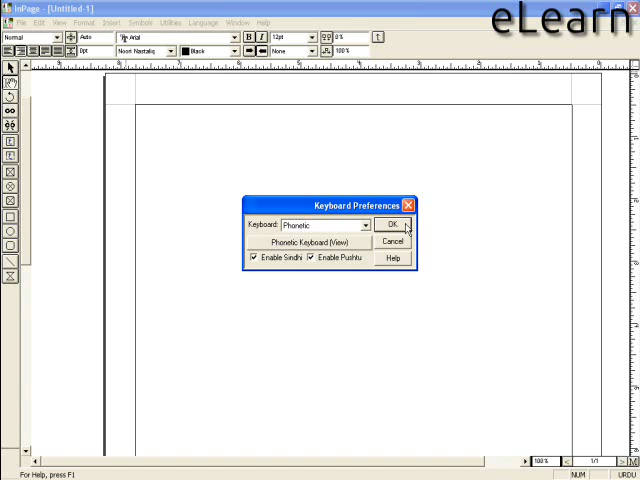 InPage - [Untitled-1]
eLearn
File Edit View Format Insert Symbols Utilities Language Window Help
Normal Auto Arial B I 12pt 0 %
0pt Noori Nastaliq Black None 100 %
Keyboard Preferences
Keyboard: Phonetic OK
Phonetic Keyboard (View) Cancel
Enable Sindhi Enable Pushtu Help
100% 1/1
For Help, press F1 NUM URDU